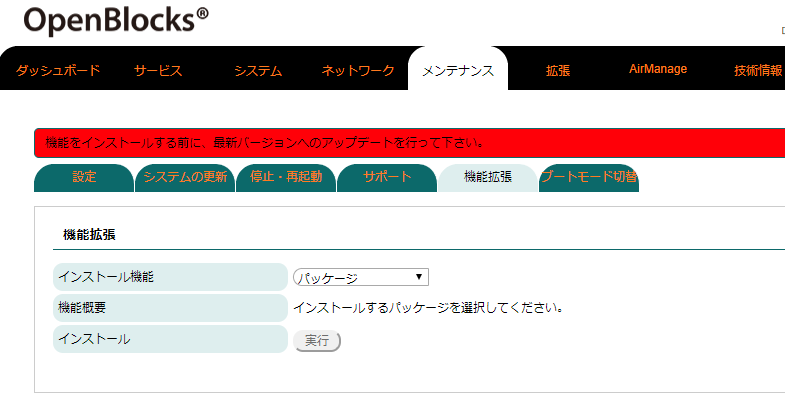 OpenBlocks®
ダッシュボード サービス システム ネットワーク メンテナンス 拡張 AirManage 技術情報
機能をインストールする前に、最新バージョンへのアップデートを行って下さい。
設定 システムの更新 停止・再起動 サポート 機能拡張 ブートモード切替
機能拡張
インストール機能 パッケージ
機能概要 インストールするパッケージを選択してください。
インストール 実行